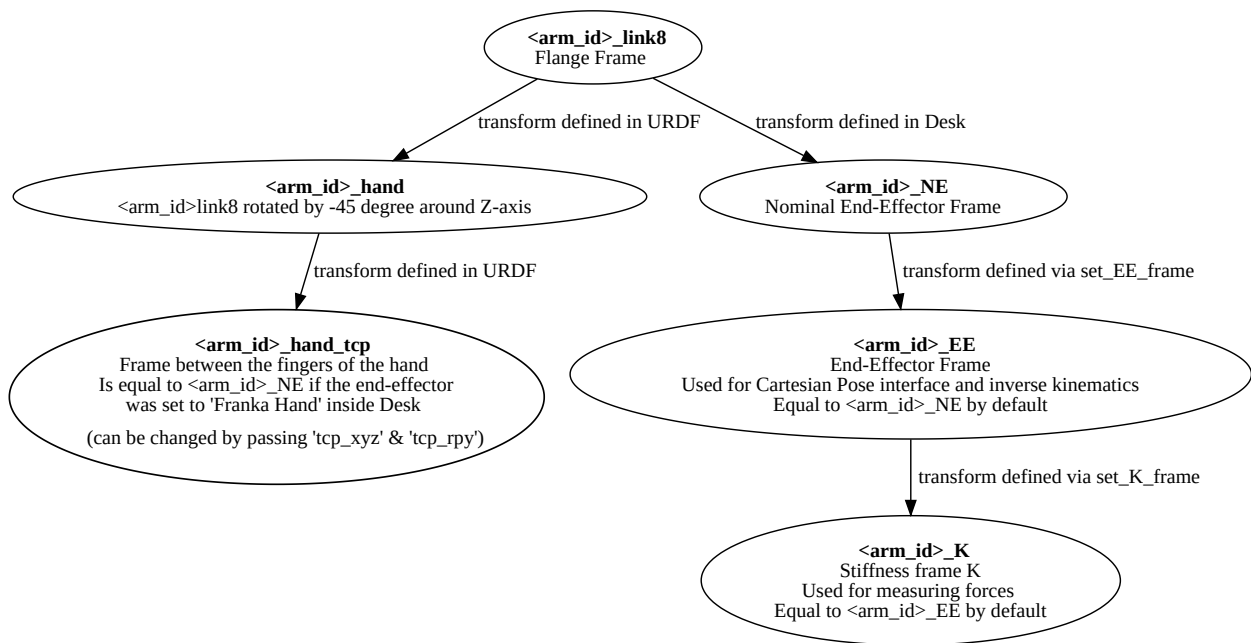 <arm_id>_link8
Flange Frame
transform defined in URDF
transform defined in Desk
<arm_id>_hand
<arm_id>link8 rotated by -45 degree around Z-axis
<arm_id>_NE
Nominal End-Effector Frame
transform defined in URDF
transform defined via set_EE_frame
<arm_id>_hand_tcp
Frame between the fingers of the hand
Is equal to <arm_id>_NE if the end-effector
was set to 'Franka Hand' inside Desk
(can be changed by passing 'tcp_xyz' & 'tcp_rpy')
<arm_id>_EE
End-Effector Frame
Used for Cartesian Pose interface and inverse kinematics
Equal to <arm_id>_NE by default
transform defined via set_K_frame
<arm_id>_K
Stiffness frame K
Used for measuring forces
Equal to <arm_id>_EE by default